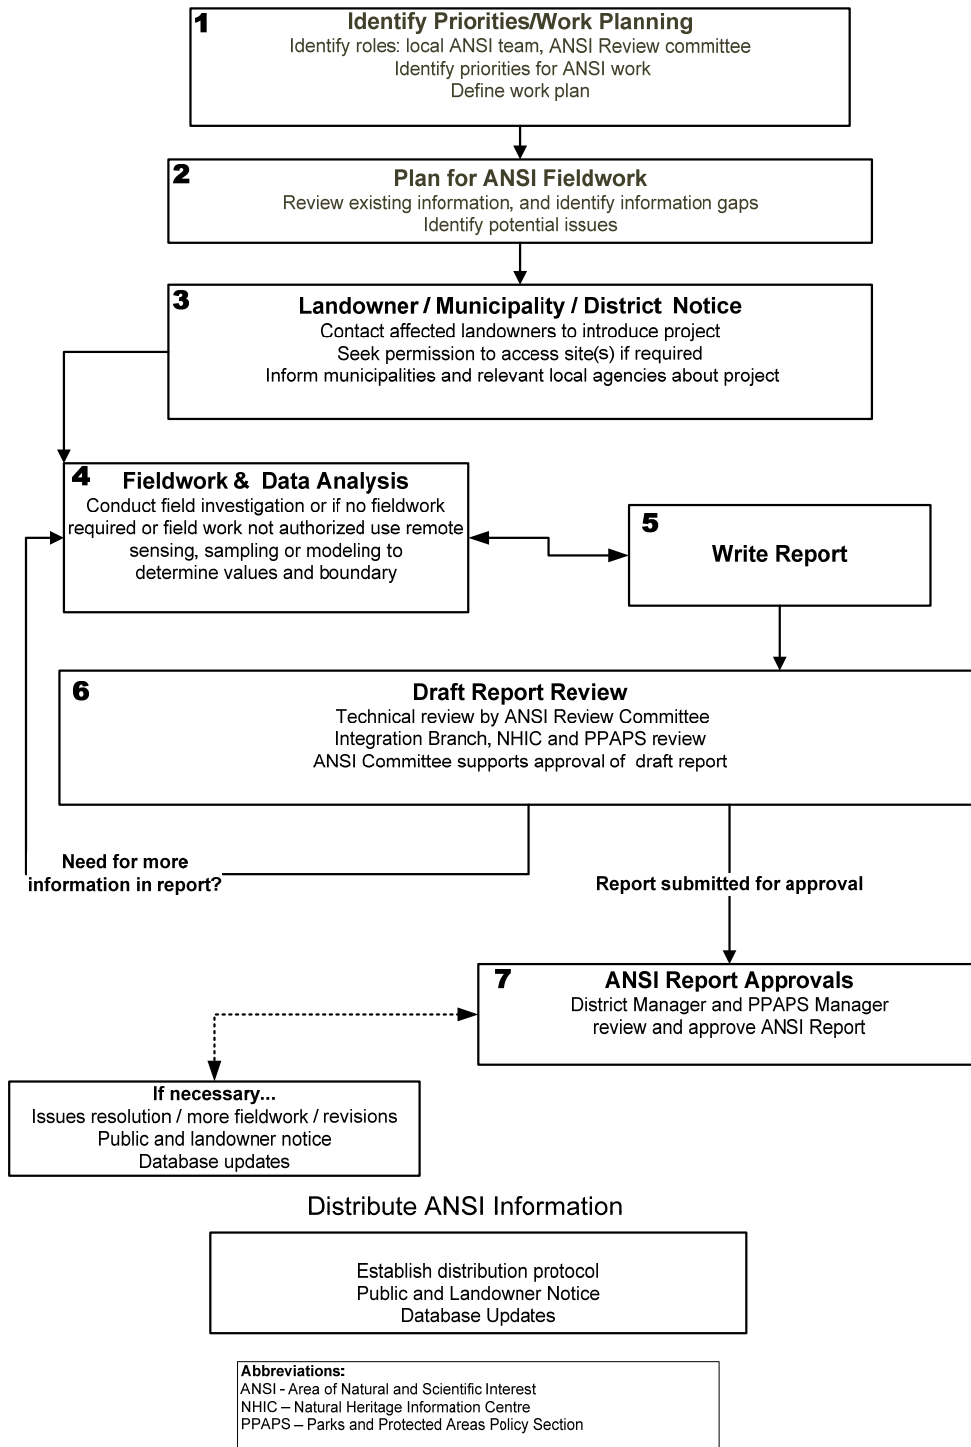 1
Identify Priorities/Work Planning
Identify roles: local ANSI team, ANSI Review committee
Identify priorities for ANSI work
Define work plan
2
Plan for ANSI Fieldwork
Review existing information, and identify information gaps
Identify potential issues
3
Landowner / Municipality / District Notice
Contact affected landowners to introduce project
Seek permission to access site(s) if required
Inform municipalities and relevant local agencies about project
4
Fieldwork & Data Analysis
Conduct field investigation or if no fieldwork
required or field work not authorized use remote
sensing, sampling or modeling to
determine values and boundary
5
Write Report
6
Draft Report Review
Technical review by ANSI Review Committee
Integration Branch, NHIC and PPAPS review
ANSI Committee supports approval of draft report
Need for more
information in report?
Report submitted for approval
7
ANSI Report Approvals
District Manager and PPAPS Manager
review and approve ANSI Report
If necessary...
Issues resolution / more fieldwork / revisions
Public and landowner notice
Database updates
Distribute ANSI Information
Establish distribution protocol
Public and Landowner Notice
Database Updates
Abbreviations:
ANSI - Area of Natural and Scientific Interest
NHIC – Natural Heritage Information Centre
PPAPS – Parks and Protected Areas Policy Section